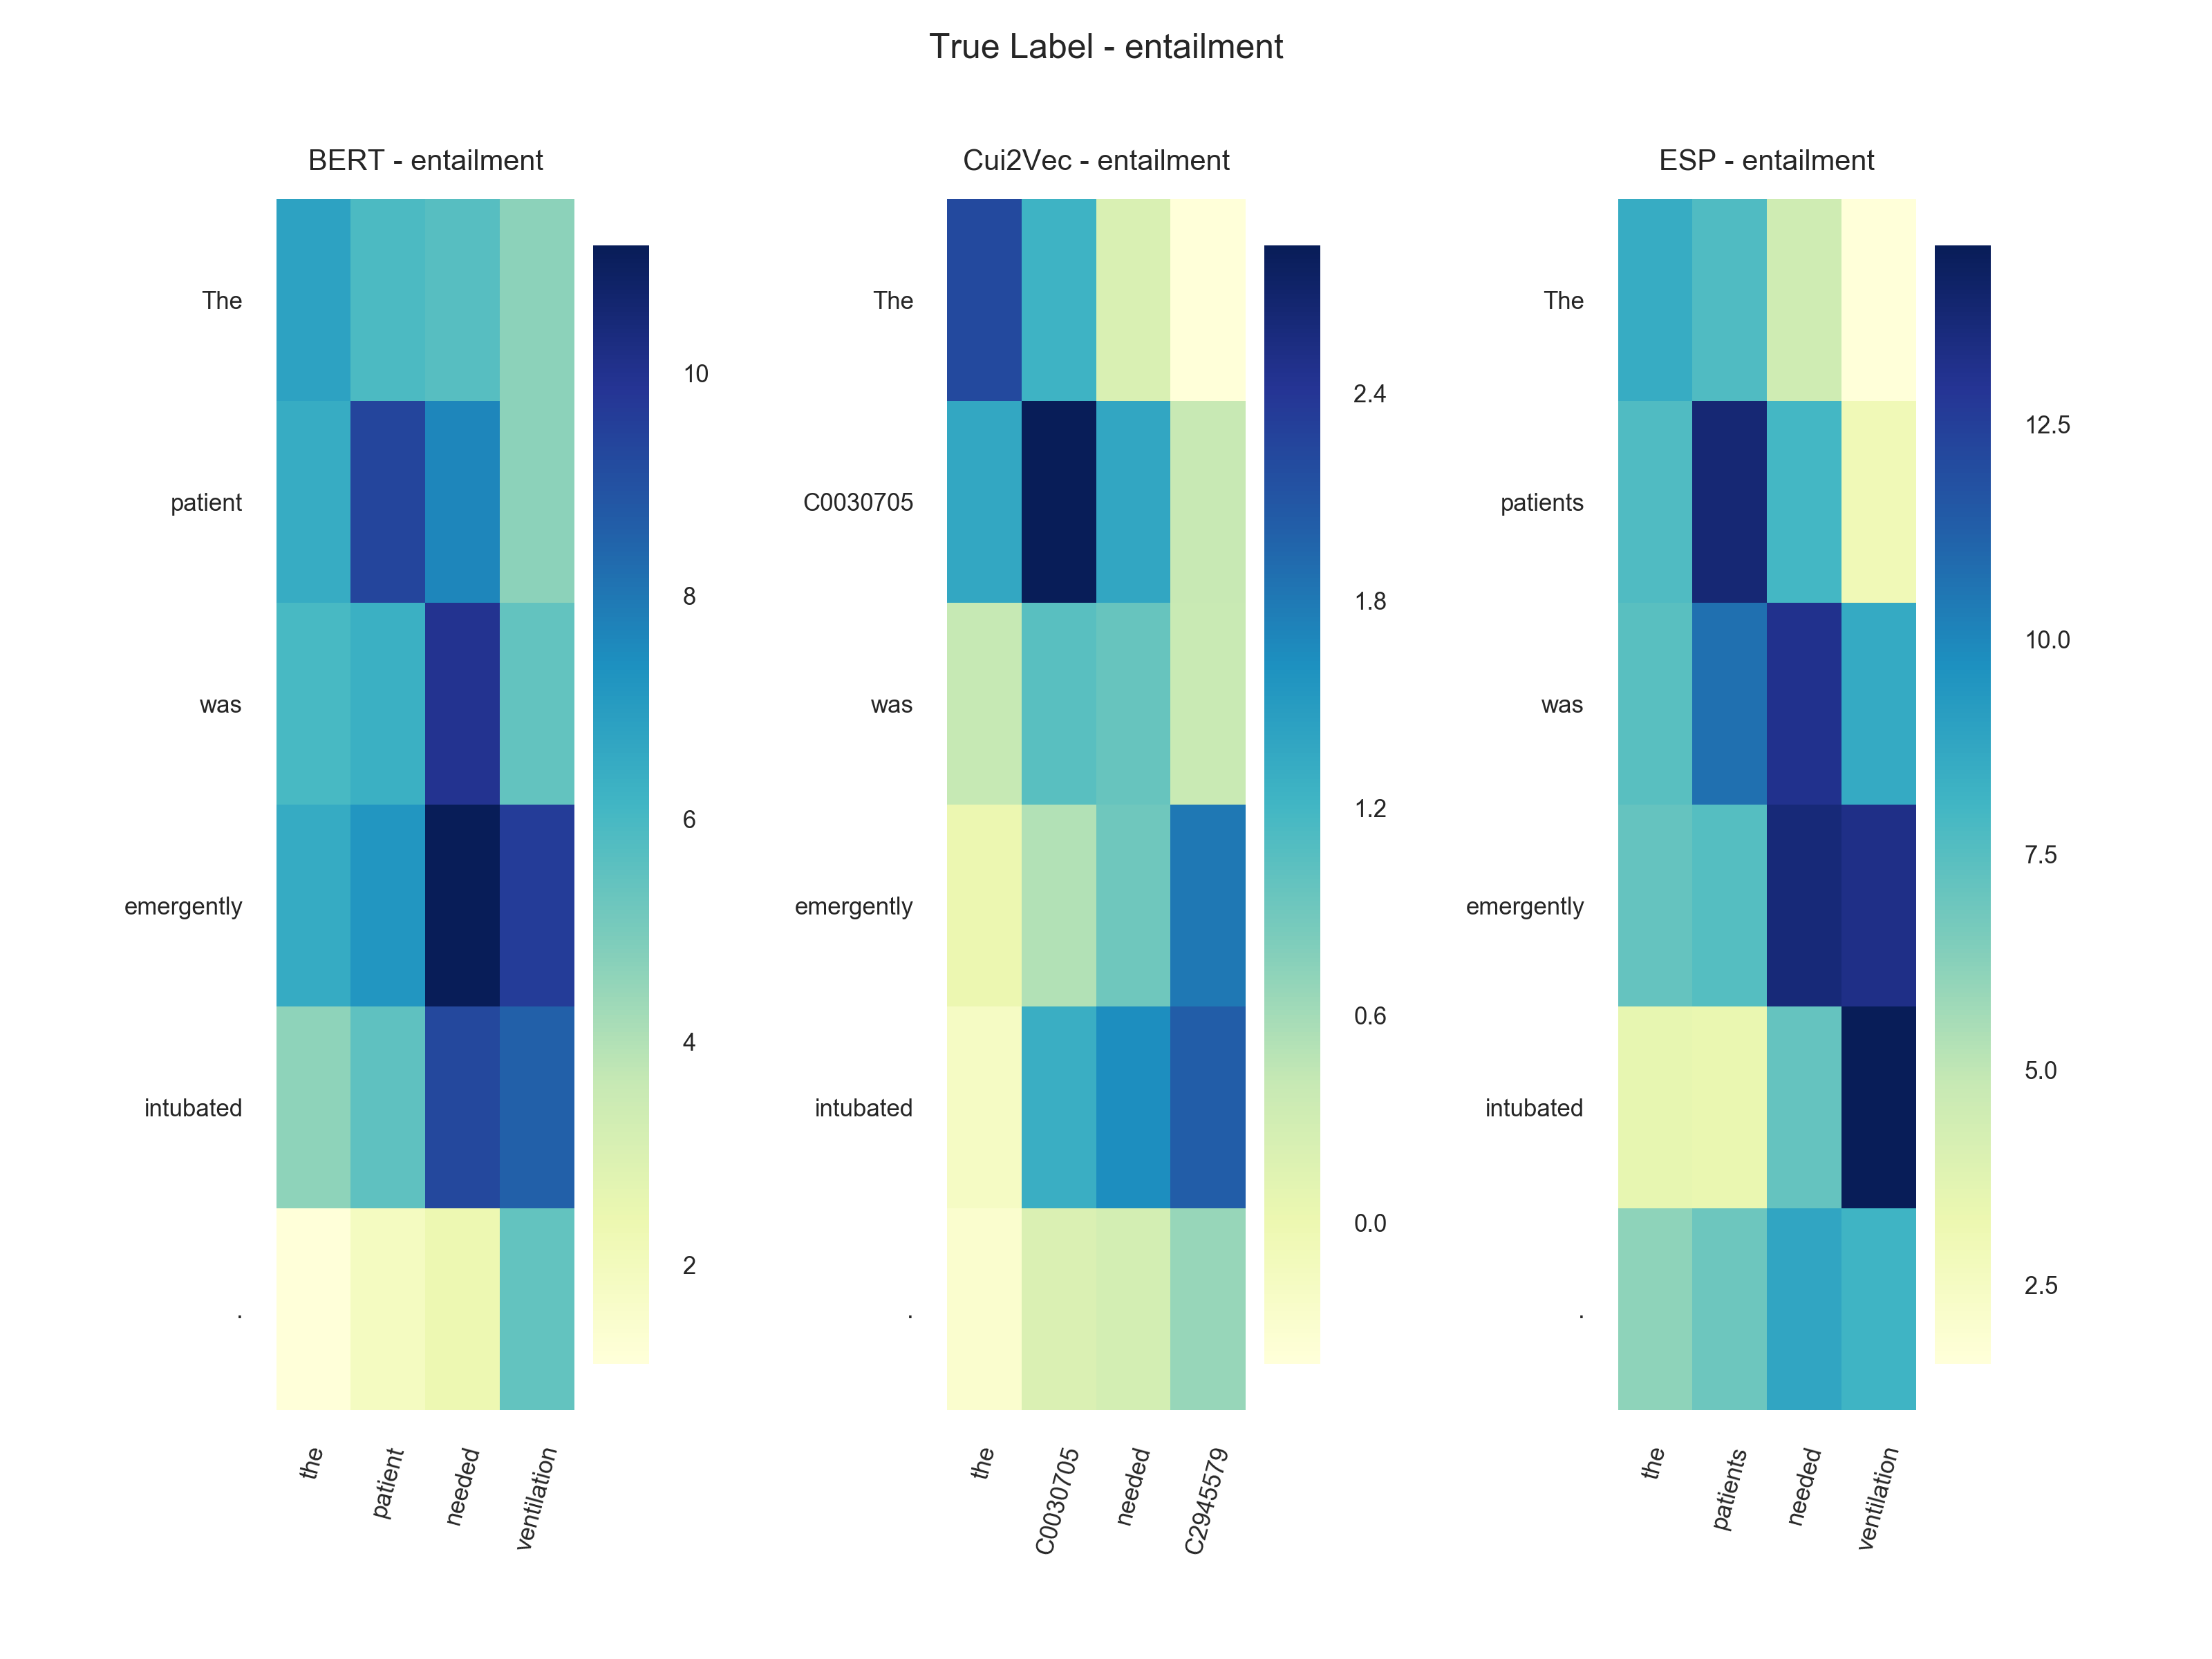 True Label - entailment
BERT - entailment
The
patient
was
emergently
intubated
.
the
patient
needed
ventilation
10
8
6
4
2
Cui2Vec - entailment
The
C0030705
was
emergently
intubated
.
the
C0030705
needed
C2945579
2.4
1.8
1.2
0.6
0.0
ESP - entailment
The
patients
was
emergently
intubated
.
the
patients
needed
ventilation
12.5
10.0
7.5
5.0
2.5